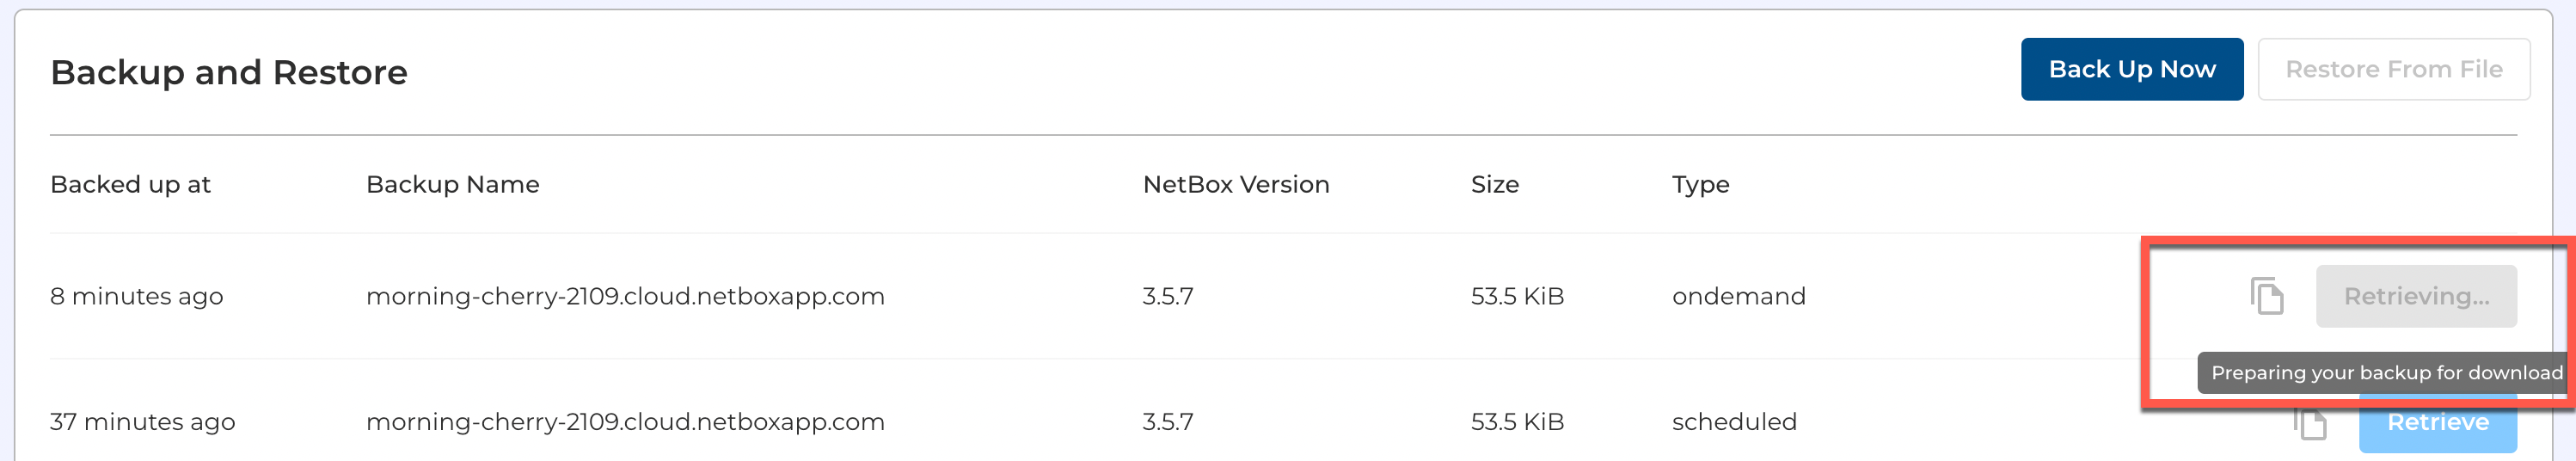 Backup and Restore
Back Up Now
Restore From File
Backed up at Backup Name NetBox Version Size Type
8 minutes ago morning-cherry-2109.cloud.netboxapp.com 3.5.7 53.5 KiB ondemand Retrieving...
Preparing your backup for download
37 minutes ago morning-cherry-2109.cloud.netboxapp.com 3.5.7 53.5 KiB scheduled Retrieve